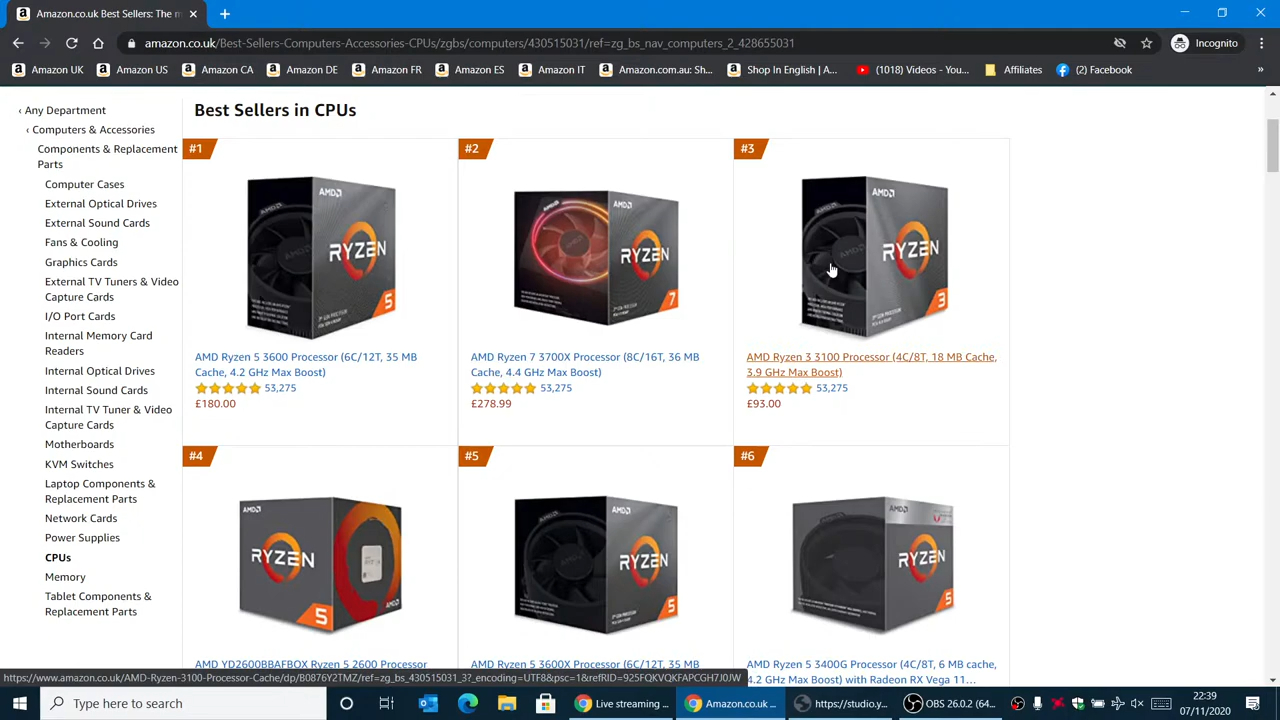 Amazon.co.uk Best Sellers: The m
amazon.co.uk/Best-Sellers-Computers-Accessories-CPUs/zgbs/computers/430515031/ref=zg_bs_nav_computers_2_428655031
Incognito
Amazon UK
Amazon US
Amazon CA
Amazon DE
Amazon FR
Amazon ES
Amazon IT
Amazon.com.au: Sh...
Shop In English | A...
(1018) Videos - You...
Affiliates
(2) Facebook
»
‹ Any Department
‹ Computers & Accessories
Components & Replacement
Parts
Computer Cases
External Optical Drives
External Sound Cards
Fans & Cooling
Graphics Cards
External TV Tuners & Video
Capture Cards
I/O Port Cards
Internal Memory Card
Readers
Internal Optical Drives
Internal Sound Cards
Internal TV Tuner & Video
Capture Cards
Motherboards
KVM Switches
Laptop Components &
Replacement Parts
Network Cards
Power Supplies
CPUs
Memory
Tablet Components &
Replacement Parts
Best Sellers in CPUs
#1
AMD
RYZEN
5
AMD Ryzen 5 3600 Processor (6C/12T, 35 MB
Cache, 4.2 GHz Max Boost)
53,275
£180.00
#2
AMD
RYZEN
7
AMD Ryzen 7 3700X Processor (8C/16T, 36 MB
Cache, 4.4 GHz Max Boost)
53,275
£278.99
#3
AMD
RYZEN
3
AMD Ryzen 3 3100 Processor (4C/8T, 18 MB Cache,
3.9 GHz Max Boost)
53,275
£93.00
#4
AMD
RYZEN
5
AMD
AMD YD2600BBAFBOX Ryzen 5 2600 Processor
#5
AMD
RYZEN
5
AMD Ryzen 5 3600X Processor (6C/12T, 35 MB
#6
AMD
RYZEN
5
AMD Ryzen 5 3400G Processor (4C/8T, 6 MB cache,
4.2 GHz Max Boost) with Radeon RX Vega 11...
https://www.amazon.co.uk/AMD-Ryzen-3100-Processor-Cache/dp/B0876Y2TMZ/ref=zg_bs_430515031_3?_encoding=UTF8&psc=1&refRID=925FQKVQKFAPCGH7J0JW
Type here to search
Live streaming ...
Amazon.co.uk ...
https://studio.y...
OBS 26.0.2 (64...
22:39
07/11/2020